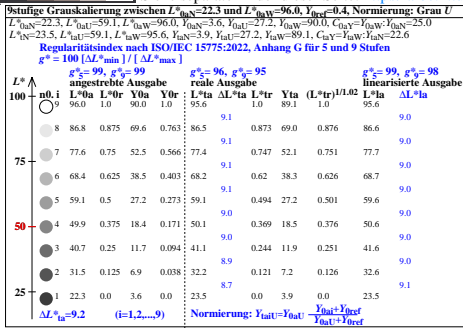 9stufige Grauskalierung zwischen L*0aN=22.3 und L*0aW=96.0, Y0ref=0.4, Normierung: Grau U
L*0aN=22.3, L*0aU=59.1, L*0aW=96.0, Y0aN=3.6, Y0aU=27.2, Y0aW=90.0, C0aY=Y0aW:Y0aN=25.0
L*taN=23.5, L*taU=59.1, L*taW=95.6, YtaN=3.9, YtaU=27.2, YtaW=89.1, CtaY=YtaW:YtaN=22.6
Regularitätsindex nach ISO/IEC 15775:2022, Anhang G für 5 und 9 Stufen
g* = 100 [ΔL*min ] / [ ΔL*max ]
g*5= 99, g*9= 99 g*5= 96, g*9= 95 g*5= 99, g*9= 98
L* angestrebte Ausgabe reale Ausgabe linearisierte Ausgabe
n0. i L*0a L*0r Y0a Y0r L*ta ΔL*ta L*tr Yta (L*tr)1/1.02 L*la ΔL*la
100 9 96.0 1.0 90.0 1.0 95.6 1.0 89.1 1.0 95.6
9.1 9.0
8 86.8 0.875 69.6 0.763 86.5 0.873 69.0 0.876 86.6
9.1 9.0
7 77.6 0.75 52.5 0.566 77.4 0.747 52.1 0.751 77.7
75
9.1 9.0
6 68.4 0.625 38.5 0.403 68.2 0.62 38.3 0.626 68.7
9.1 9.0
5 59.1 0.5 27.2 0.273 59.1 0.494 27.2 0.501 59.6
9.0 9.0
50 4 49.9 0.375 18.4 0.171 50.1 0.369 18.5 0.376 50.6
9.0 9.0
3 40.7 0.25 11.7 0.094 41.1 0.244 11.9 0.251 41.6
8.9 9.0
2 31.5 0.125 6.9 0.038 32.2 0.121 7.2 0.126 32.6
8.7 9.1
25 1 22.3 0.0 3.6 0.0 23.5 0.0 3.9 0.0 23.5
ΔL*ta=9.2 (i=1,2,...,9) Normierung: YtaiU=Y0aU Y0ai+Y0ref
Y0aU+Y0ref